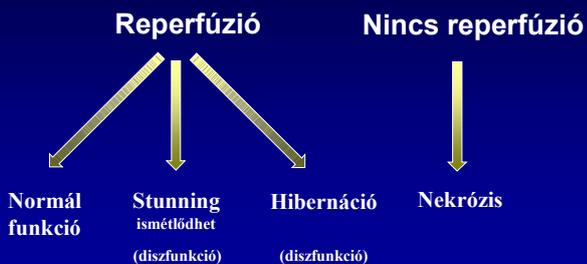 Reperfúzió
Nincs reperfúzió
Normál
funkció
Stunning
ismétlődhet
(diszfunkció)
Hibernáció
(diszfunkció)
Nekrózis